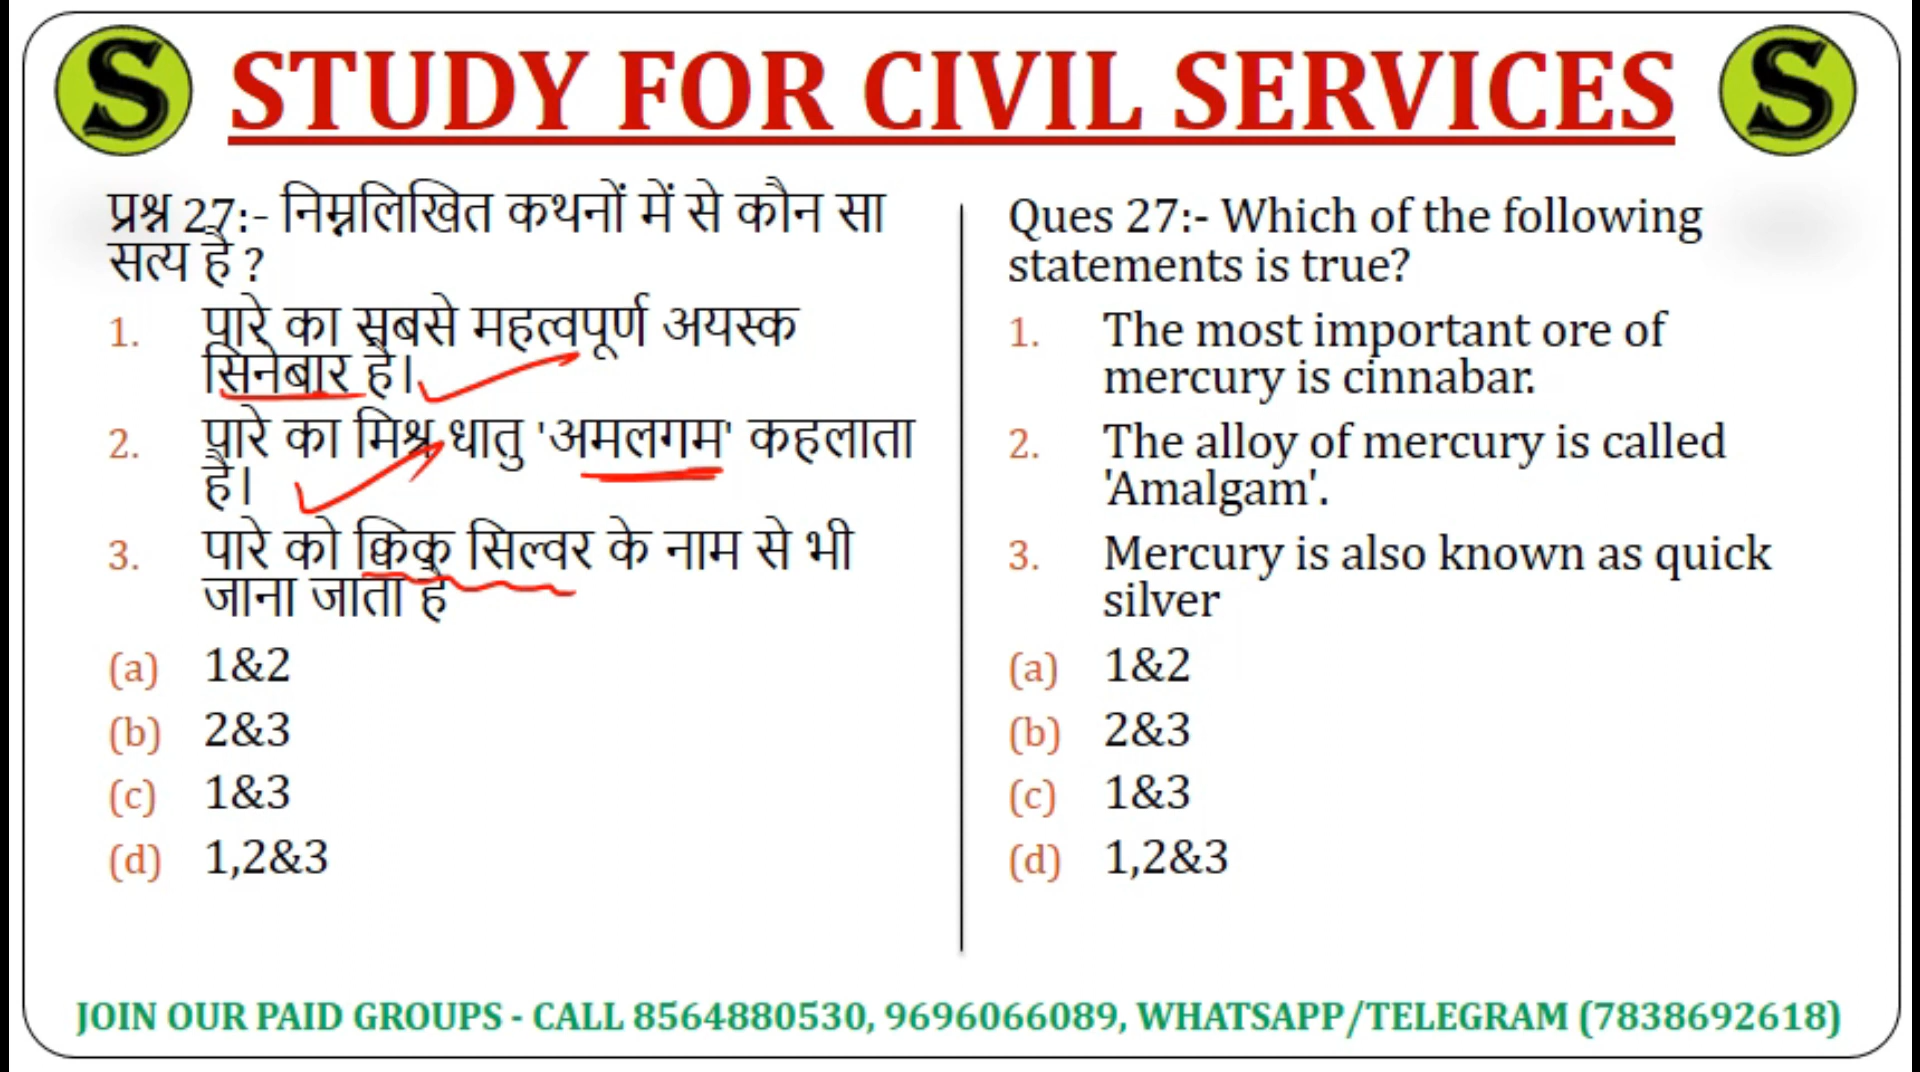 S STUDY FOR CIVIL SERVICES S
प्रश्न 27:- निम्नलिखित कथनों में से कौन सा
सत्य है ?
1. पारे का सबसे महत्वपूर्ण अयस्क
सिनेबार है।
2. पारे का मिश्र धातु 'अमलगम' कहलाता
है।
3. पारे को क्विक सिल्वर के नाम से भी
जाना जाता है
(a) 1&2
(b) 2&3
(c) 1&3
(d) 1,2&3
Ques 27:- Which of the following
statements is true?
1. The most important ore of
mercury is cinnabar.
2. The alloy of mercury is called
'Amalgam'.
3. Mercury is also known as quick
silver
(a) 1&2
(b) 2&3
(c) 1&3
(d) 1,2&3
JOIN OUR PAID GROUPS - CALL 8564880530, 9696066089, WHATSAPP/TELEGRAM (7838692618)